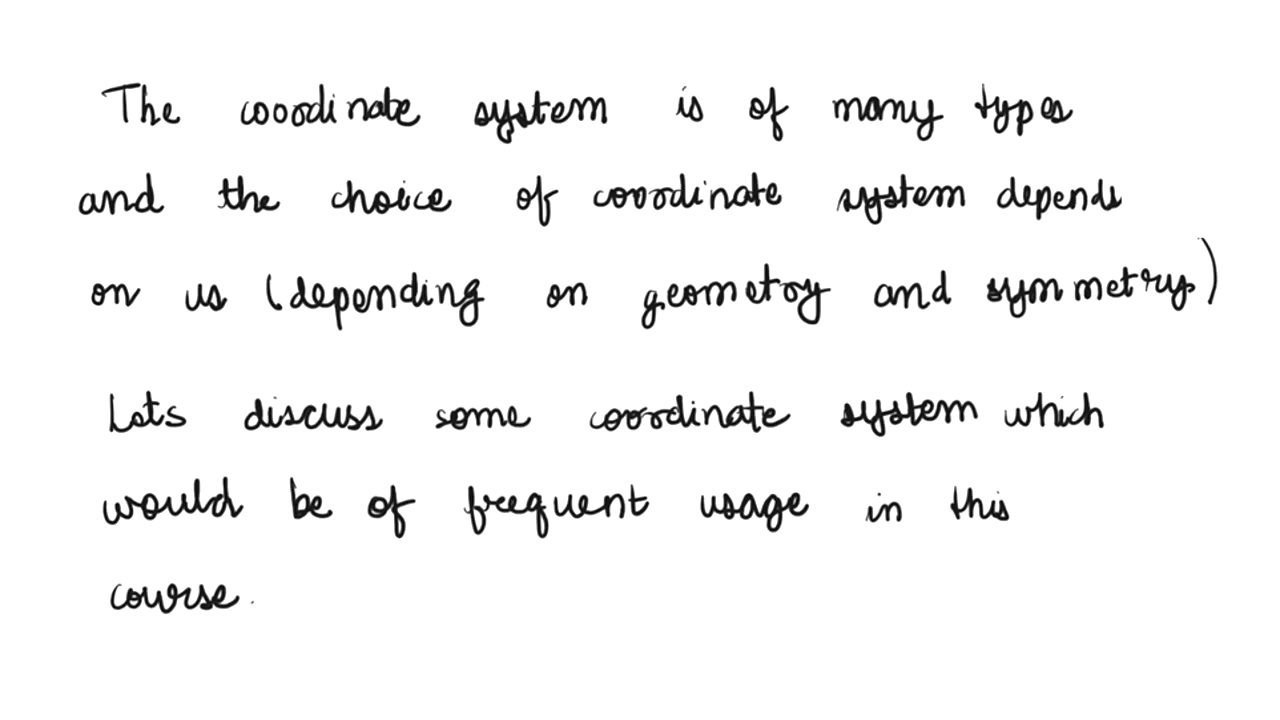 The coordinate system is of many types
and the choice of coordinate system depends
on us (depending on geometry and symmetry)
Lets discuss some coordinate system which
would be of frequent usage in this
course.